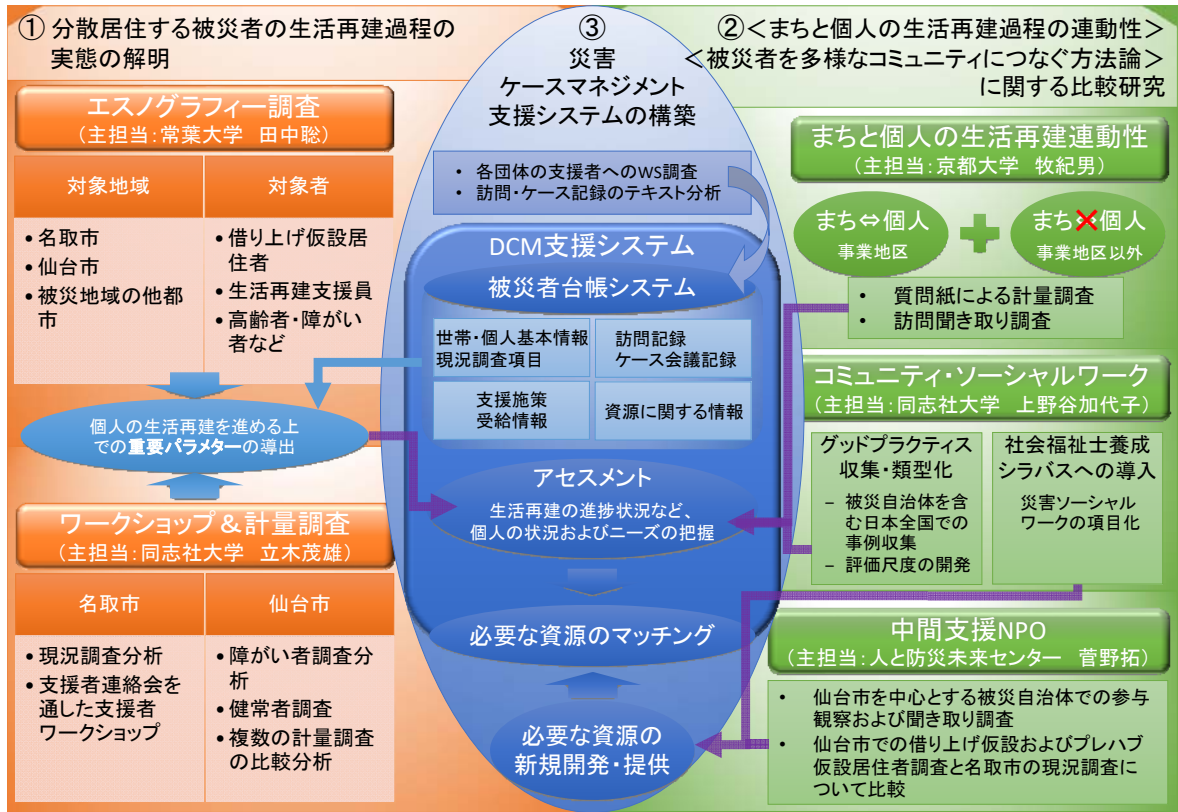 ① 分散居住する被災者の生活再建過程の
実態の解明
エスノグラフィー調査
（主担当：常葉大学　田中聡）
対象地域
• 名取市
• 仙台市
• 被災地域の他都
市
対象者
• 借り上げ仮設居
住者
• 生活再建支援員
• 高齢者・障がい
者など
個人の生活再建を進める上
での重要パラメターの導出
ワークショップ＆計量調査
（主担当：同志社大学　立木茂雄）
名取市
• 現況調査分析
• 支援者連絡会を
通した支援者
ワークショップ
仙台市
• 障がい者調査分
析
• 健常者調査
• 複数の計量調査
の比較分析
③
災害
ケースマネジメント
支援システムの構築
• 各団体の支援者へのWS調査
• 訪問・ケース記録のテキスト分析
DCM支援システム
被災者台帳システム
世帯・個人基本情報
現況調査項目
訪問記録
ケース会議記録
支援施策
受給情報
資源に関する情報
アセスメント
生活再建の進捗状況など、
個人の状況およびニーズの把握
必要な資源のマッチング
必要な資源の
新規開発・提供
②＜まちと個人の生活再建過程の連動性＞
＜被災者を多様なコミュニティにつなぐ方法論＞
に関する比較研究
まちと個人の生活再建連動性
（主担当：京都大学　牧紀男）
まち⇔個人
事業地区
まち⇔個人
事業地区以外
• 質問紙による計量調査
• 訪問聞き取り調査
コミュニティ・ソーシャルワーク
（主担当：同志社大学　上野谷加代子）
グッドプラクティス
収集・類型化
– 被災自治体を含
む日本全国での
事例収集
– 評価尺度の開発
社会福祉士養成
シラバスへの導入
災害ソーシャル
ワークの項目化
中間支援NPO
（主担当：人と防災未来センター　菅野拓）
• 仙台市を中心とする被災自治体での参与
観察および聞き取り調査
• 仙台市での借り上げ仮設およびプレハブ
仮設居住者調査と名取市の現況調査に
ついて比較